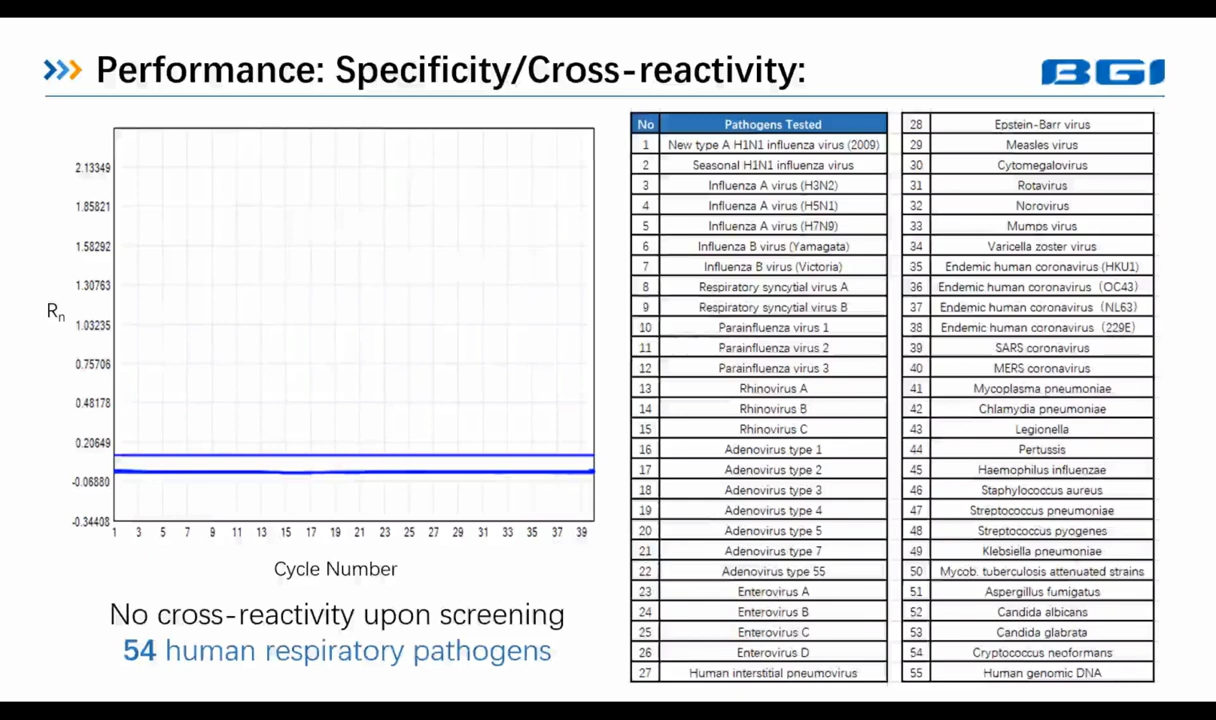 Performance: Specificity/Cross-reactivity:
BGI
2.13349
1.85821
1.58292
1.30763
Rn
1.03235
0.75706
0.48178
0.20649
-0.06880
-0.34408
1 3 5 7 9 11 13 15 17 19 21 23 25 27 29 31 33 35 37 39
Cycle Number
No cross-reactivity upon screening
54 human respiratory pathogens
No Pathogens Tested
1 New type A H1N1 influenza virus (2009)
2 Seasonal H1N1 influenza virus
3 Influenza A virus (H3N2)
4 Influenza A virus (H5N1)
5 Influenza A virus (H7N9)
6 Influenza B virus (Yamagata)
7 Influenza B virus (Victoria)
8 Respiratory syncytial virus A
9 Respiratory syncytial virus B
10 Parainfluenza virus 1
11 Parainfluenza virus 2
12 Parainfluenza virus 3
13 Rhinovirus A
14 Rhinovirus B
15 Rhinovirus C
16 Adenovirus type 1
17 Adenovirus type 2
18 Adenovirus type 3
19 Adenovirus type 4
20 Adenovirus type 5
21 Adenovirus type 7
22 Adenovirus type 55
23 Enterovirus A
24 Enterovirus B
25 Enterovirus C
26 Enterovirus D
27 Human interstitial pneumovirus
28 Epstein-Barr virus
29 Measles virus
30 Cytomegalovirus
31 Rotavirus
32 Norovirus
33 Mumps virus
34 Varicella zoster virus
35 Endemic human coronavirus (HKU1)
36 Endemic human coronavirus (OC43)
37 Endemic human coronavirus (NL63)
38 Endemic human coronavirus (229E)
39 SARS coronavirus
40 MERS coronavirus
41 Mycoplasma pneumoniae
42 Chlamydia pneumoniae
43 Legionella
44 Pertussis
45 Haemophilus influenzae
46 Staphylococcus aureus
47 Streptococcus pneumoniae
48 Streptococcus pyogenes
49 Klebsiella pneumoniae
50 Mycob. tuberculosis attenuated strains
51 Aspergillus fumigatus
52 Candida albicans
53 Candida glabrata
54 Cryptococcus neoformans
55 Human genomic DNA